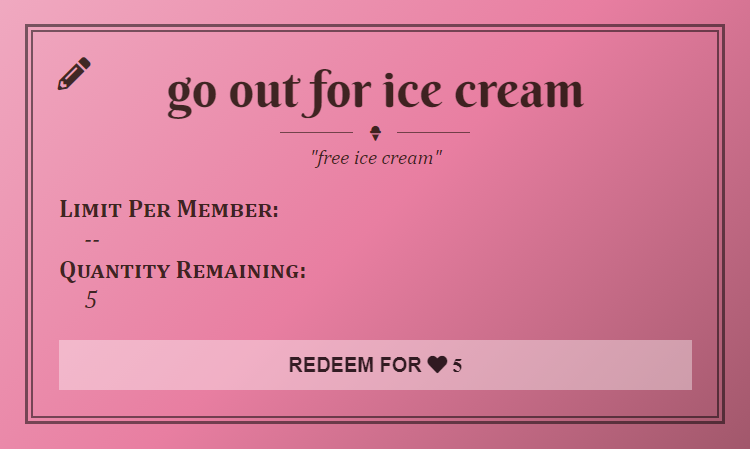 go out for ice cream
"free ice cream"
Limit Per Member:
--
Quantity Remaining:
5
REDEEM FOR ♥ 5